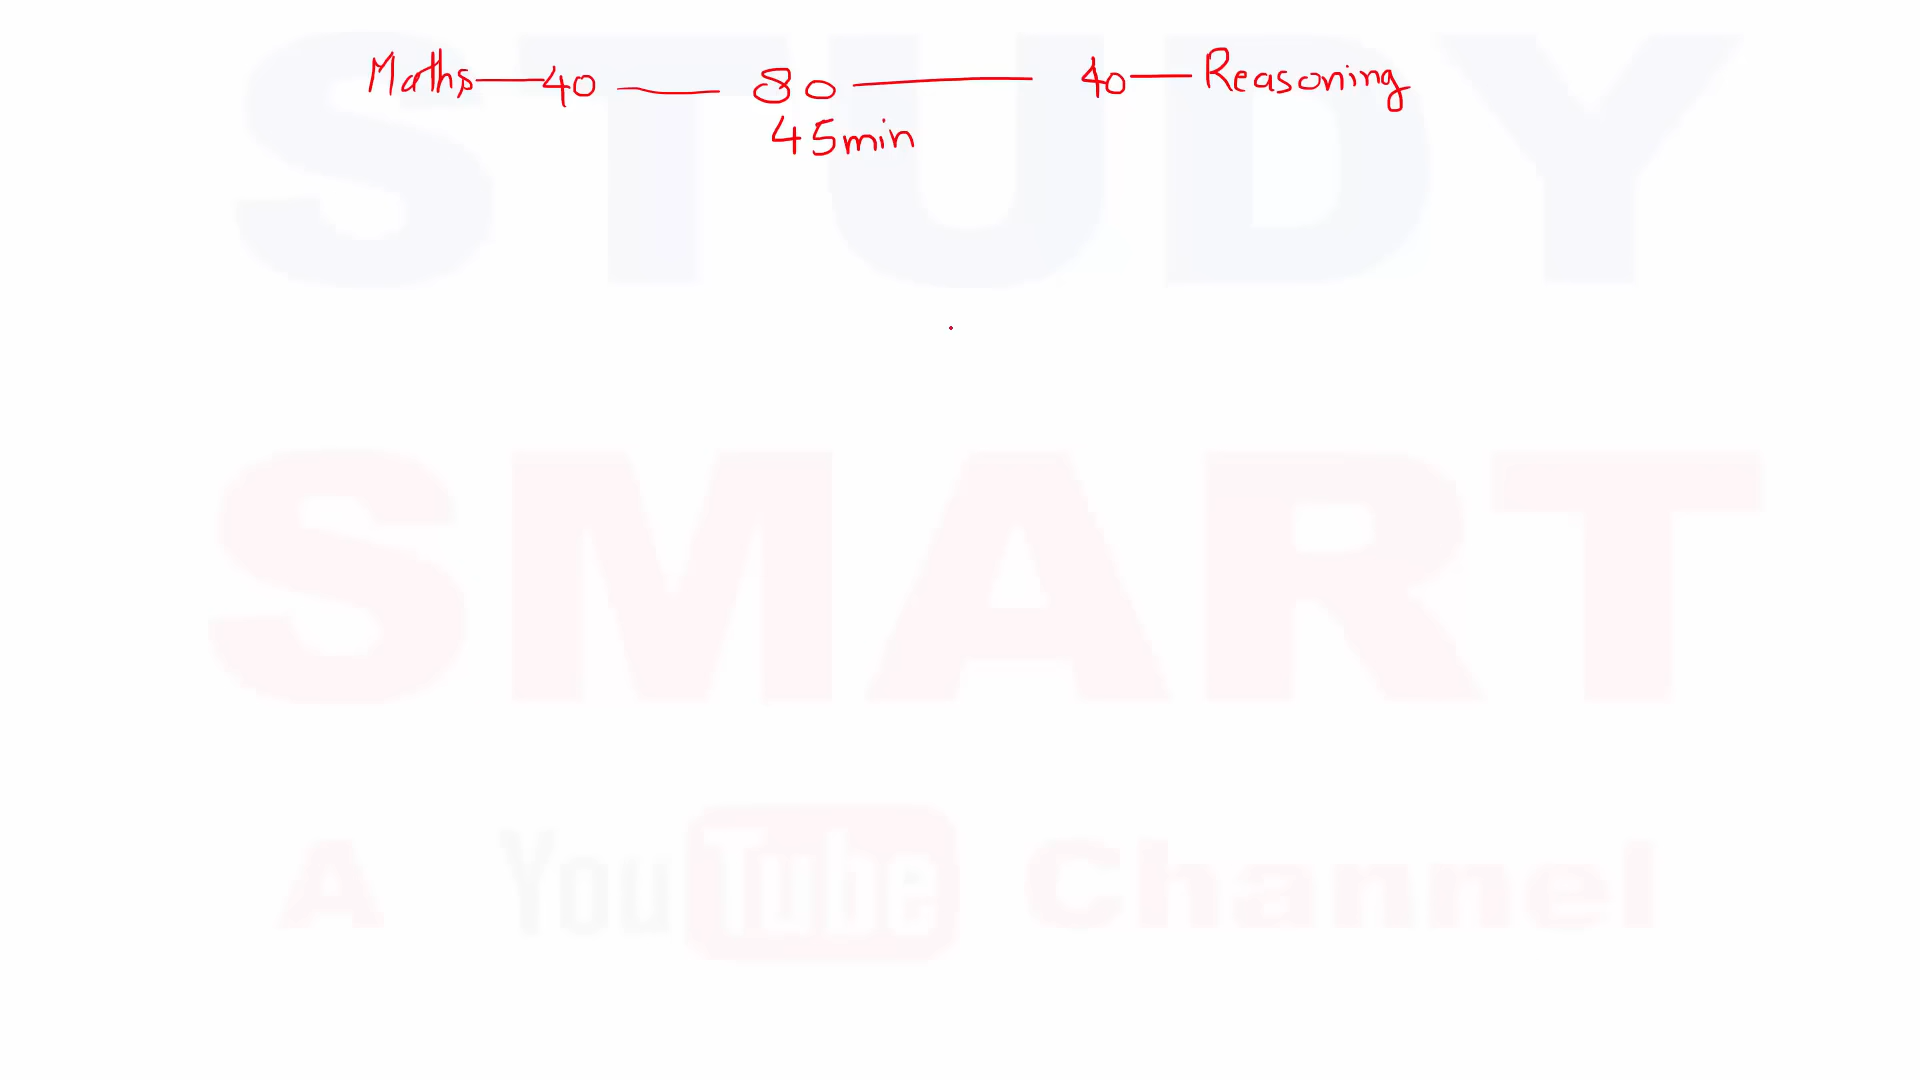 Maths—40 — 80 — 40—Reasoning
45min
STUDY
SMART
A YouTube Channel